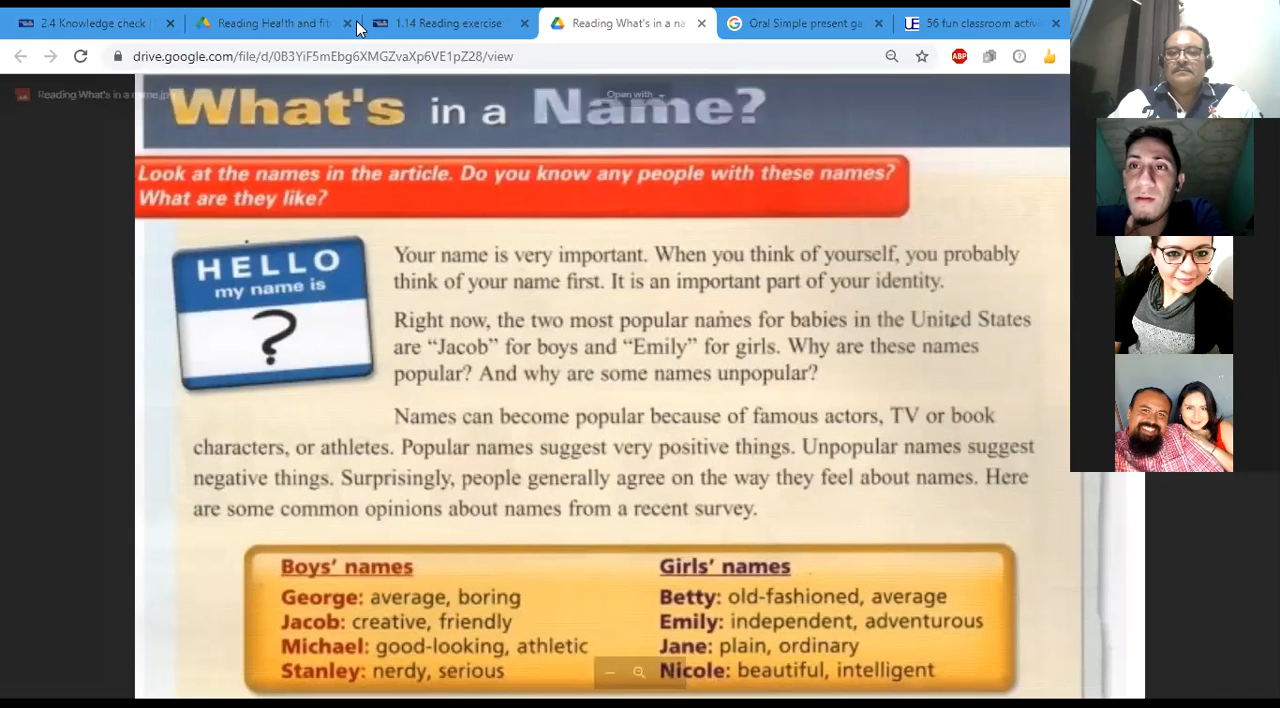 2.4 Knowledge check
Reading Health and fit
1.14 Reading exercise
Reading What's in a na
Oral Simple present ga
56 fun classroom activi
drive.google.com/file/d/0B3YiF5mEbg6XMGZvaXp6VE1pZ28/view
ABP
Reading What's in a name.jp
Open with
What's in a Name?
Look at the names in the article. Do you know any people with these names?
What are they like?
HELLO
my name is
?
Your name is very important. When you think of yourself, you probably
think of your name first. It is an important part of your identity.
Right now, the two most popular names for babies in the United States
are “Jacob” for boys and “Emily” for girls. Why are these names
popular? And why are some names unpopular?
Names can become popular because of famous actors, TV or book
characters, or athletes. Popular names suggest very positive things. Unpopular names suggest
negative things. Surprisingly, people generally agree on the way they feel about names. Here
are some common opinions about names from a recent survey.
Boys’ names
George: average, boring
Jacob: creative, friendly
Michael: good-looking, athletic
Stanley: nerdy, serious
Girls’ names
Betty: old-fashioned, average
Emily: independent, adventurous
Jane: plain, ordinary
Nicole: beautiful, intelligent